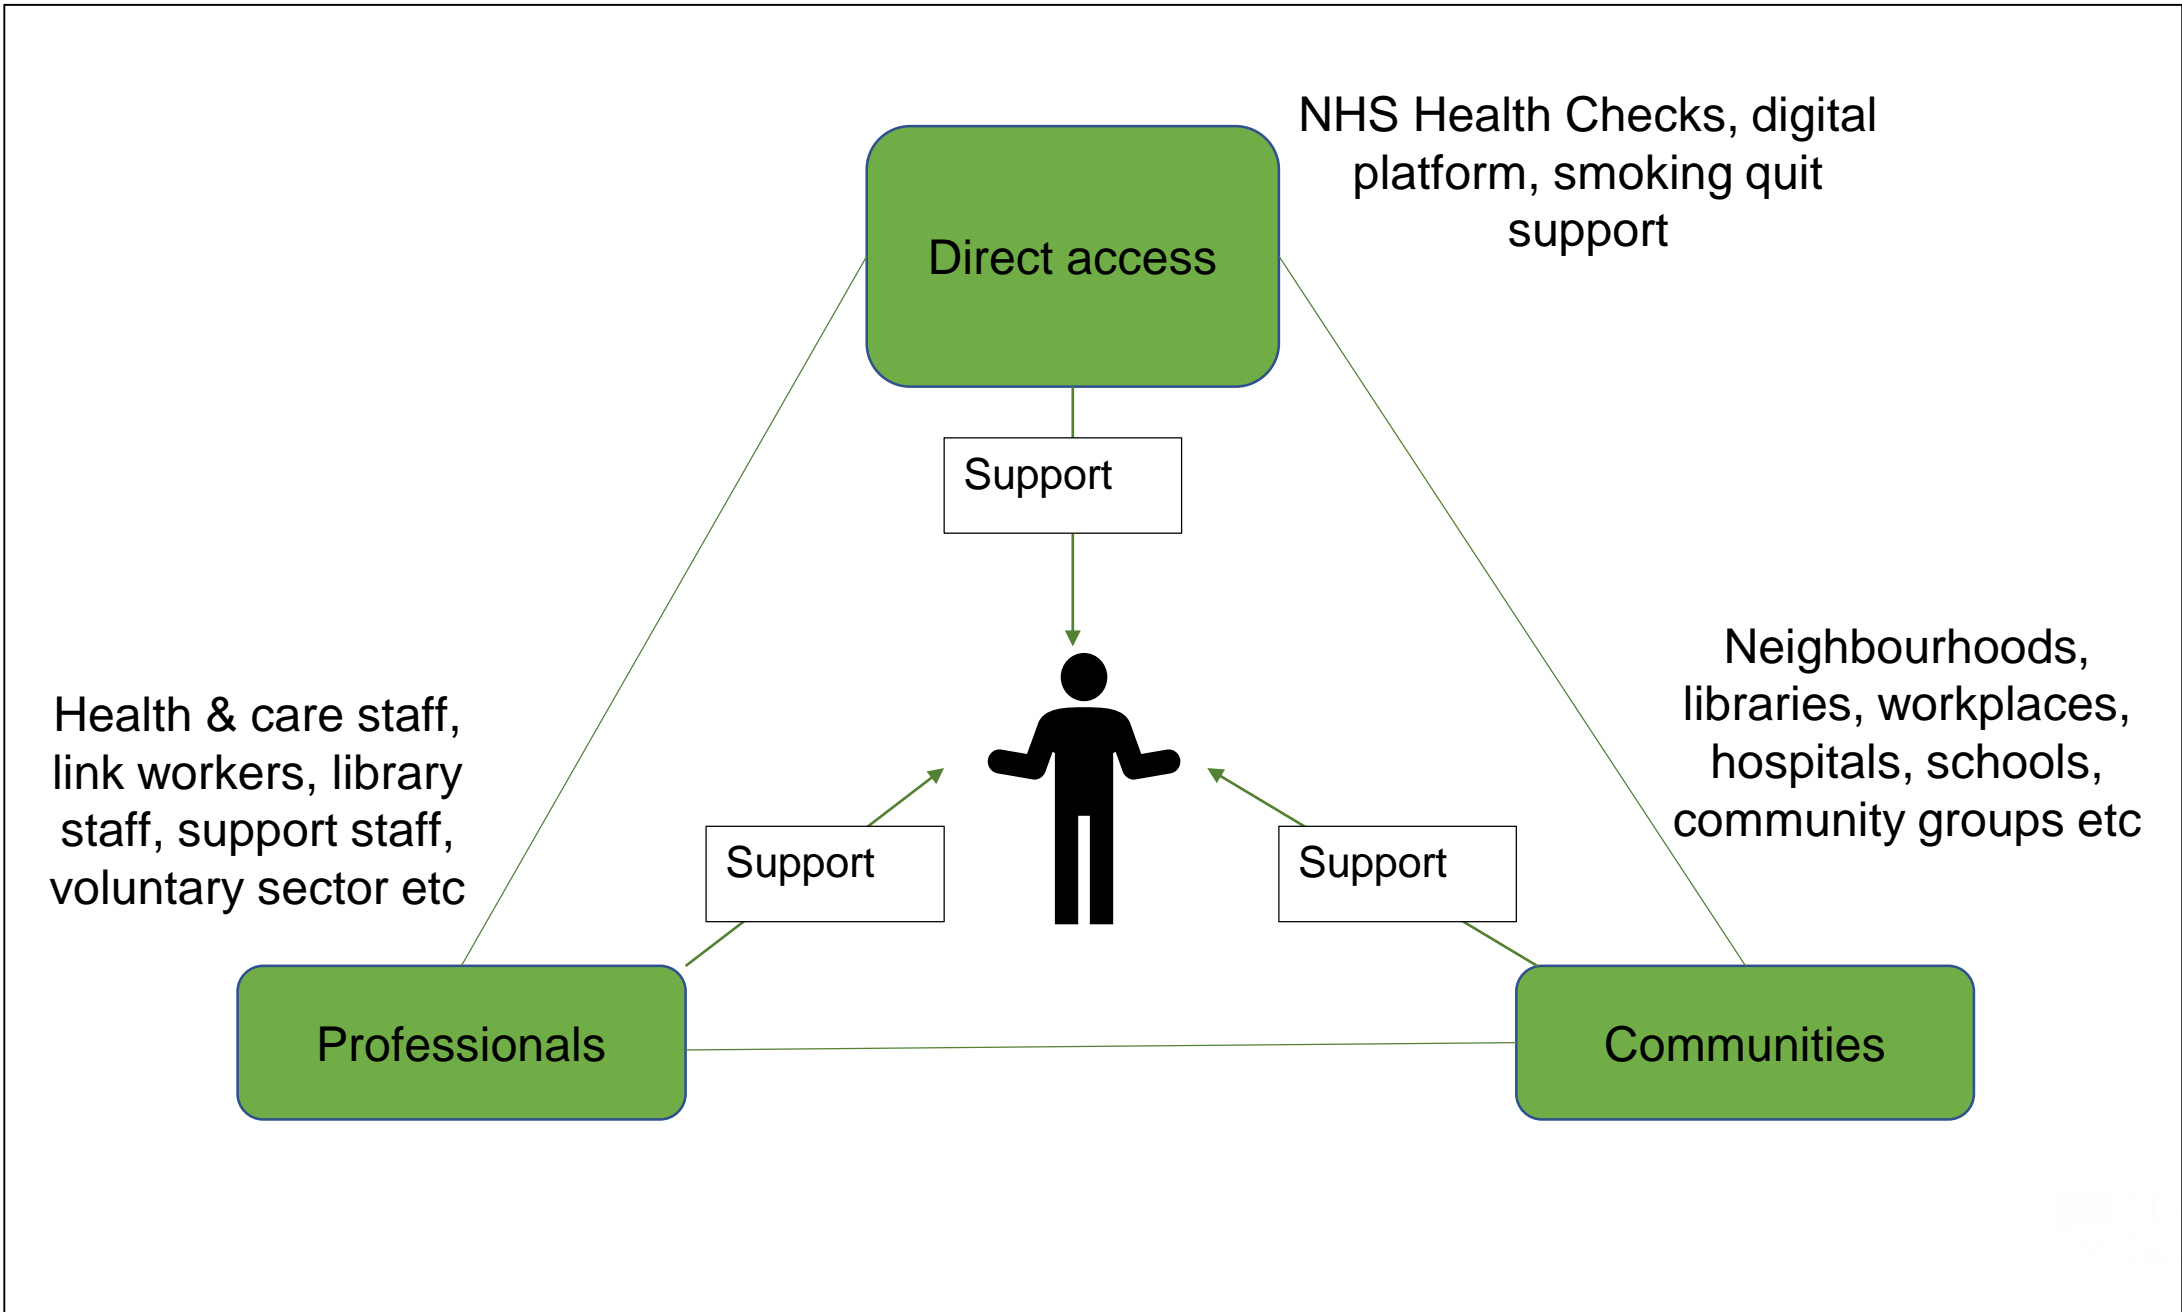 NHS Health Checks, digital
platform, smoking quit
support
Direct access
Support
Neighbourhoods,
libraries, workplaces,
hospitals, schools,
community groups etc
Health & care staff,
link workers, library
staff, support staff,
voluntary sector etc
Support
Support
Professionals
Communities